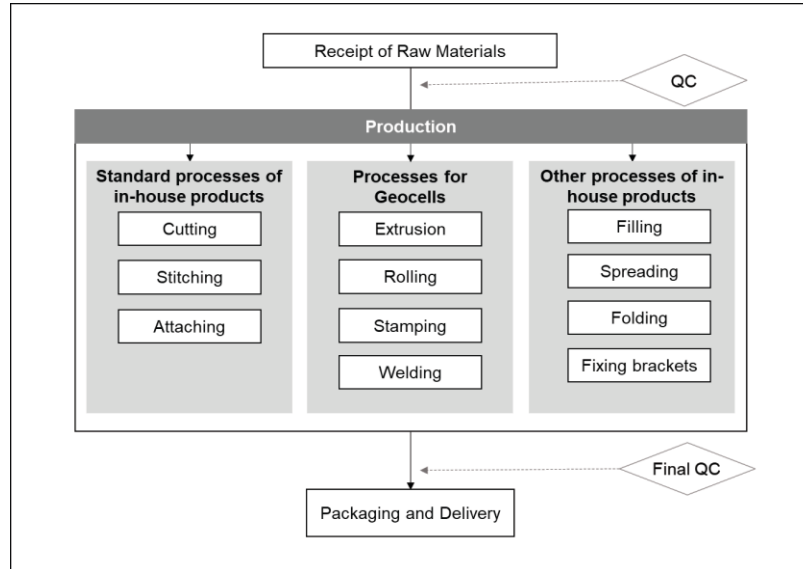 Receipt of Raw Materials
QC
Production
Standard processes of
in-house products
Cutting
Stitching
Attaching
Processes for
Geocells
Extrusion
Rolling
Stamping
Welding
Other processes of in-
house products
Filling
Spreading
Folding
Fixing brackets
Final QC
Packaging and Delivery